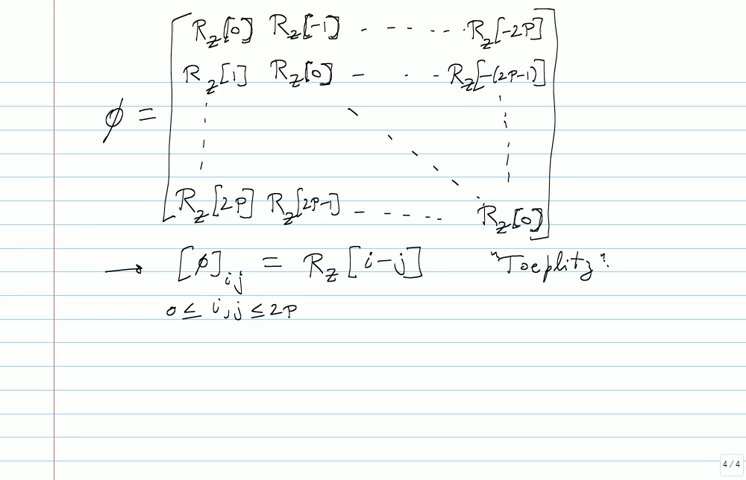 R_z[0] R_z[-1] - - - - - - - R_z[-2P]
R_z[1] R_z[0] - - - - R_z[-(2P-1)]
ϕ =
R_z[2P] R_z[2P-1] - - - - - - R_z[0]
→ [ϕ]_ij = R_z[i-j] "Toeplitz"
0 ≤ i,j ≤ 2P
4 / 4